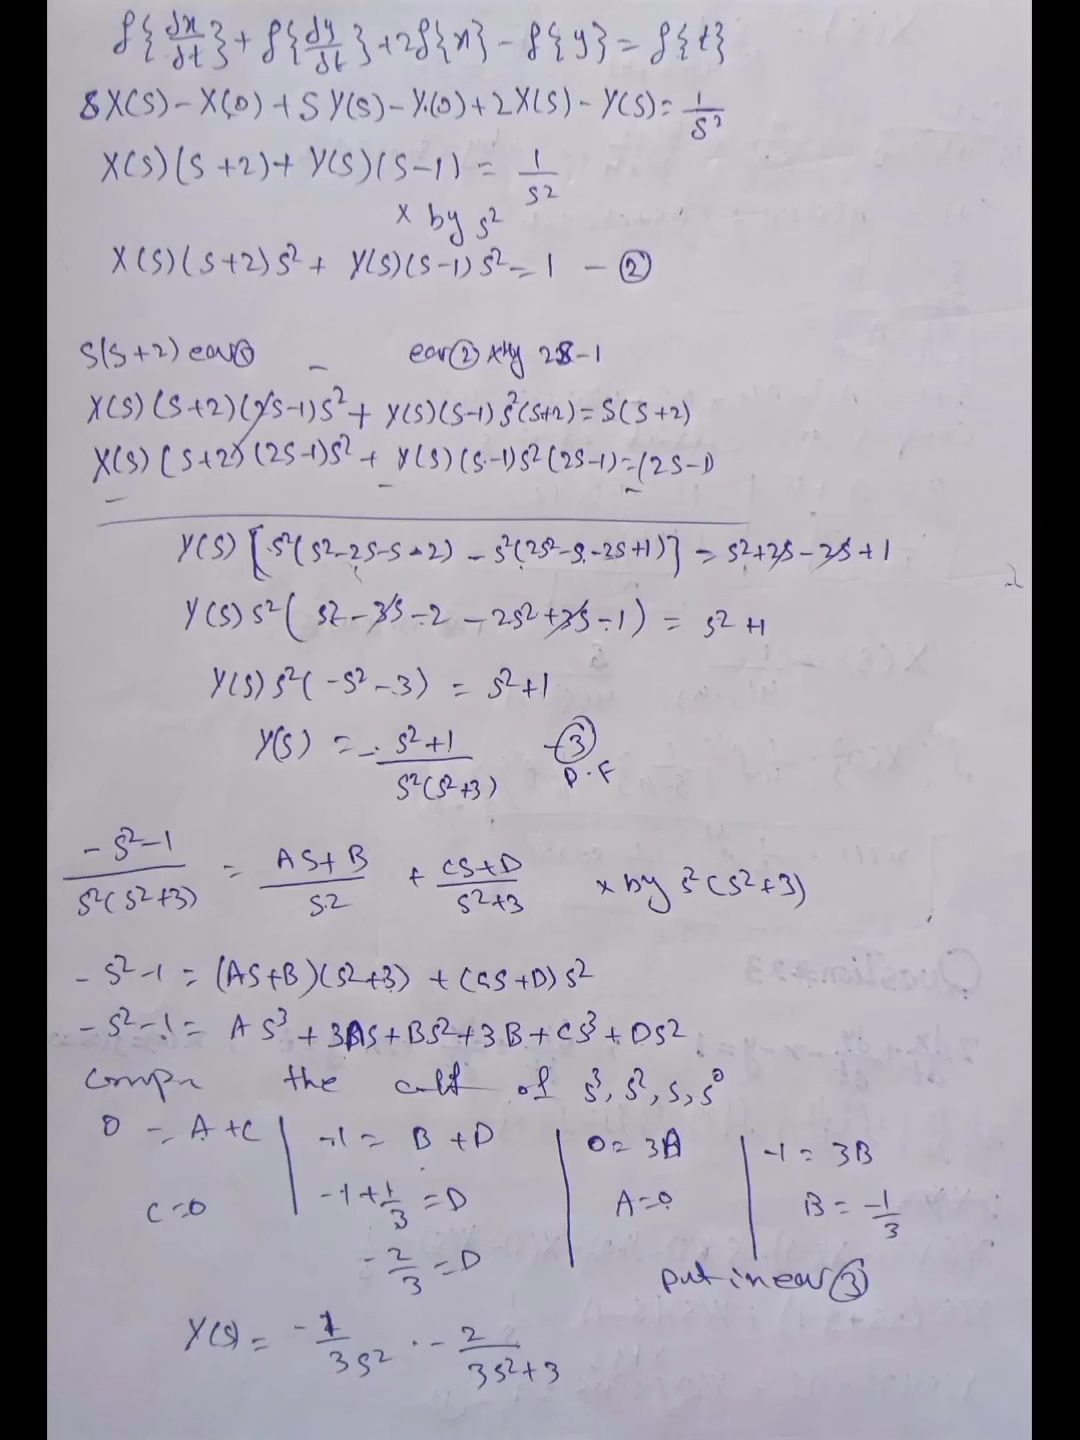 ℒ{dx/dt} + ℒ{dy/dt} + 2ℒ{x} - ℒ{y} = ℒ{t}
SX(S) - X(0) + SY(S) - Y(0) + 2X(S) - Y(S) = 1/S²
X(S)(S+2) + Y(S)(S-1) = 1/S²
x by s²
X(S)(S+2)S² + Y(S)(S-1)S² = 1 - ②
S(S+2) eq① - eq② x by 2S-1
X(S)(S+2)(2S-1)S² + Y(S)(S-1)S²(S+2) = S(S+2)
X(S)(S+2)(2S-1)S² + Y(S)(S-1)S²(2S-1) = (2S-1)
- - -
Y(S)[S²(S²-2S-S-2) - S²(2S²-S-2S+1)] = S²+2S-2S+1
Y(S)S²(S²-3S-2-2S²+3S-1) = S²+1
Y(S)S²(-S²-3) = S²+1
Y(S) = - S²+1/S²(S²+3) -③
P.F
-S²-1/S²(S²+3) = AS+B/S² + CS+D/S²+3 x by S²(S²+3)
-S²-1 = (AS+B)(S²+3) + (CS+D)S²
-S²-1 = AS³+3AS+BS²+3B+CS³+DS²
the of S³, S², S, S⁰
0 = A+C | -1 = B+D | 0 = 3A | -1 = 3B
C=0 | -1+1/3 = D | A=0 | B = -1/3
-2/3 = D
put in eq③
Y(S) = -1/3S² - 2/3S²+3